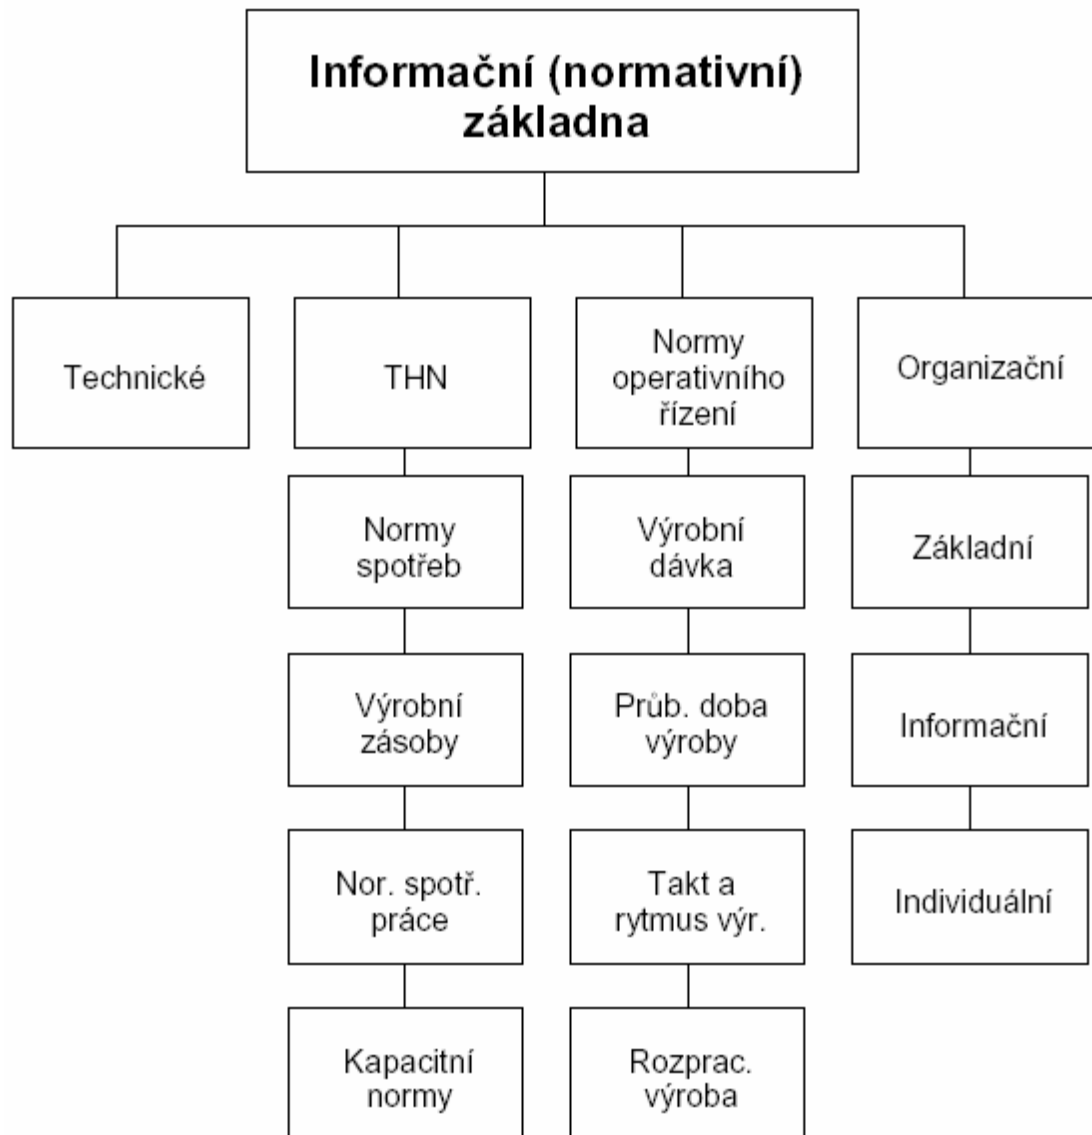 Informační (normativní)
základna
Technické
THN
Normy
operativního
řízení
Organizační
Normy
spotřeb
Výrobní
dávka
Základní
Výrobní
zásoby
Průb. doba
výroby
Informační
Nor. spotř.
práce
Takt a
rytmus výr.
Individuální
Kapacitní
normy
Rozprac.
výroba